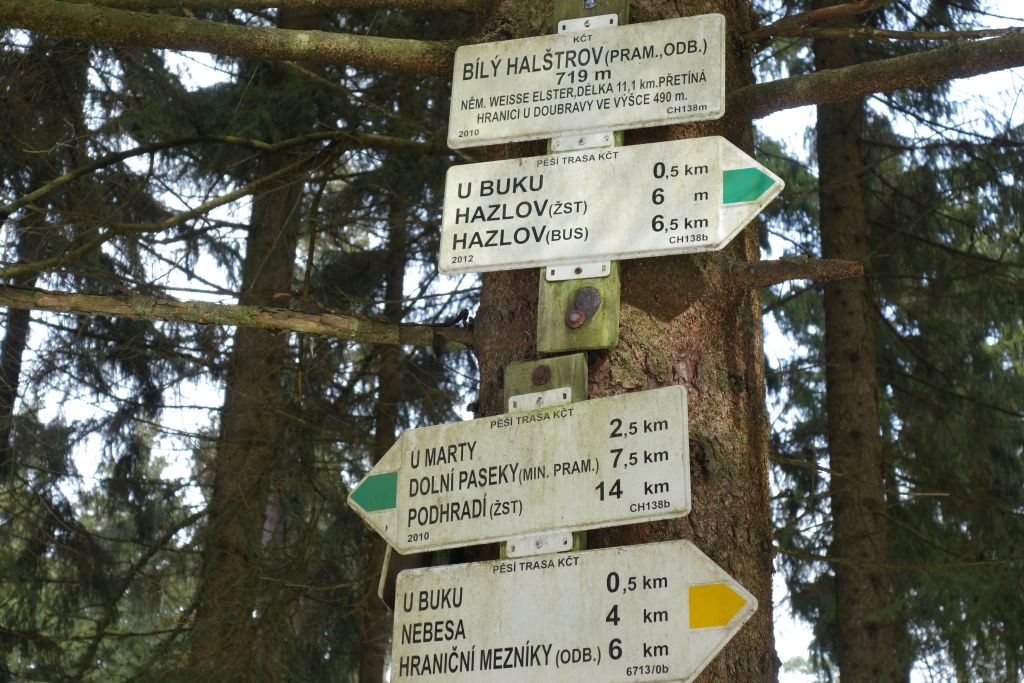 KČT
BÍLÝ HALŠTROV(PRAM.,ODB.)
719 m
NĚM. WEISSE ELSTER,DÉLKA 11,1 km.PŘETÍNÁ
HRANICI U DOUBRAVY VE VÝŠCE 490 m.
2010 CH138m
PĚŠÍ TRASA KČT
U BUKU 0,5 km
HAZLOV(ŽST) 6 m
HAZLOV(BUS) 6,5 km
2012 CH138b
PĚŠÍ TRASA KČT
U MARTY 2,5 km
DOLNÍ PASEKY(MIN. PRAM.) 7,5 km
PODHRADÍ(ŽST) 14 km
2010 CH138b
PĚŠÍ TRASA KČT
U BUKU 0,5 km
NEBESA 4 km
HRANIČNÍ MEZNÍKY(ODB.) 6 km
6713/0b